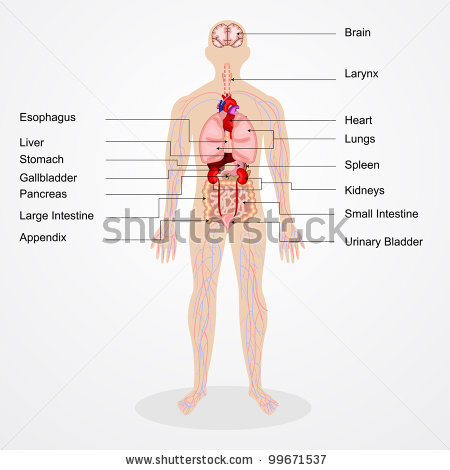 Brain
Larynx
Esophagus
Heart
Liver
Lungs
Stomach
Spleen
Gallbladder
Pancreas
Kidneys
Large Intestine
Small Intestine
Appendix
Urinary Bladder
shutterstock
www.shutterstock.com · 99671537